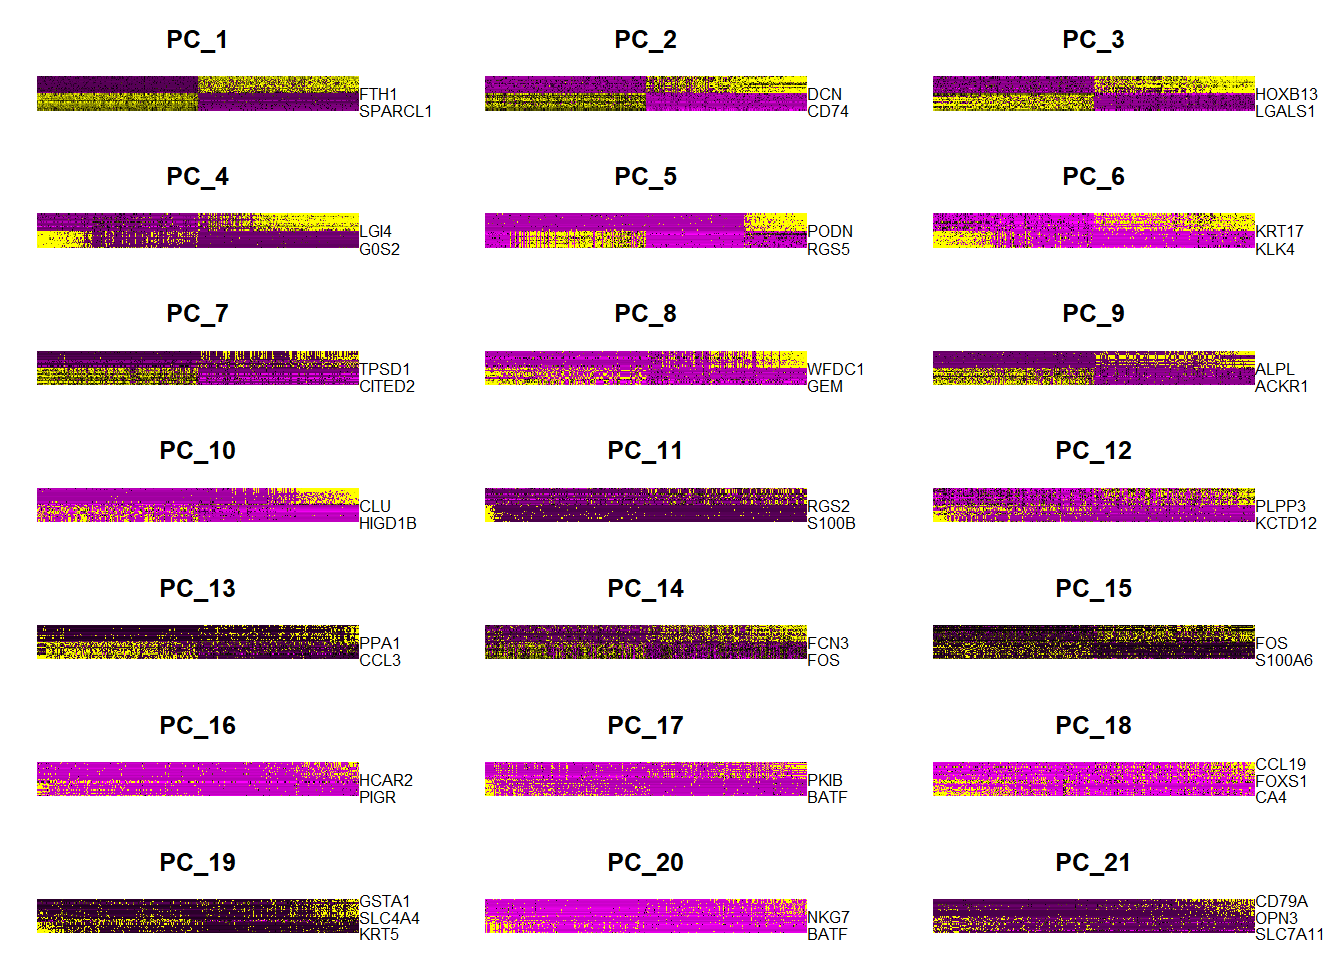 PC_1
FTH1
SPARCL1
PC_2
DCN
CD74
PC_3
HOXB13
LGALS1
PC_4
LGI4
G0S2
PC_5
PODN
RGS5
PC_6
KRT17
KLK4
PC_7
TPSD1
CITED2
PC_8
WFDC1
GEM
PC_9
ALPL
ACKR1
PC_10
CLU
HIGD1B
PC_11
RGS2
S100B
PC_12
PLPP3
KCTD12
PC_13
PPA1
CCL3
PC_14
FCN3
FOS
PC_15
FOS
S100A6
PC_16
HCAR2
PIGR
PC_17
PKIB
BATF
PC_18
CCL19
FOXS1
CA4
PC_19
GSTA1
SLC4A4
KRT5
PC_20
NKG7
BATF
PC_21
CD79A
OPN3
SLC7A11